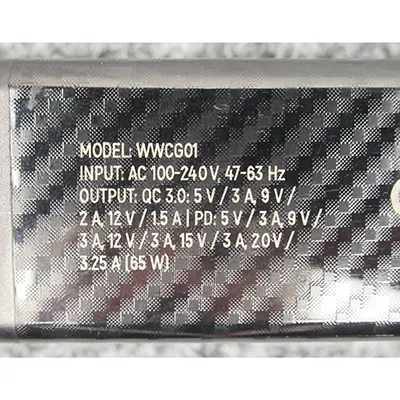 MODEL: WWCG01
INPUT: AC 100-240 V, 47-63 Hz
OUTPUT: QC 3.0: 5 V / 3 A, 9 V /
2 A, 12 V / 1.5 A | PD: 5 V / 3 A, 9 V /
3 A, 12 V / 3 A, 15 V / 3 A, 20 V /
3.25 A (65 W)